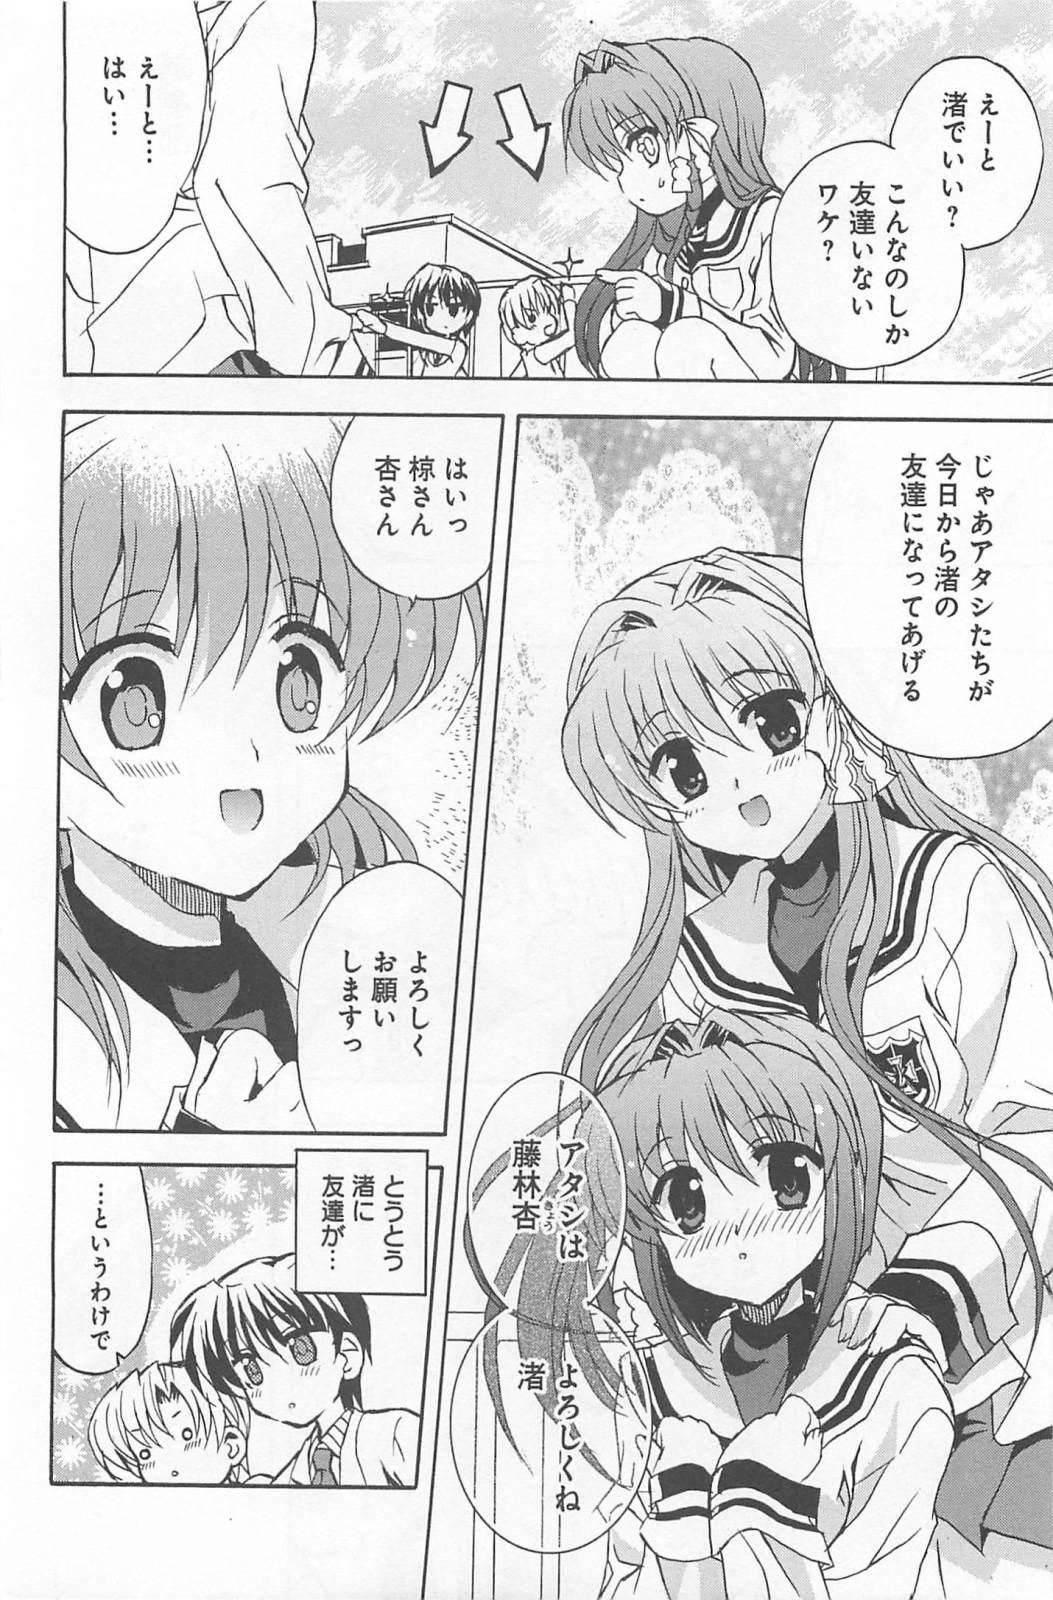 えーと
渚でいい？
こんなのしか
友達いない
ワケ？
えーと…
はい…
じゃあアタシたちが
今日から渚の
友達になってあげる
アタシは
藤林杏
きょう
よろしくね
渚
はいっ
椋さん
杏さん
よろしく
お願い
しますっ
とうとう
渚に
友達が…
…というわけで